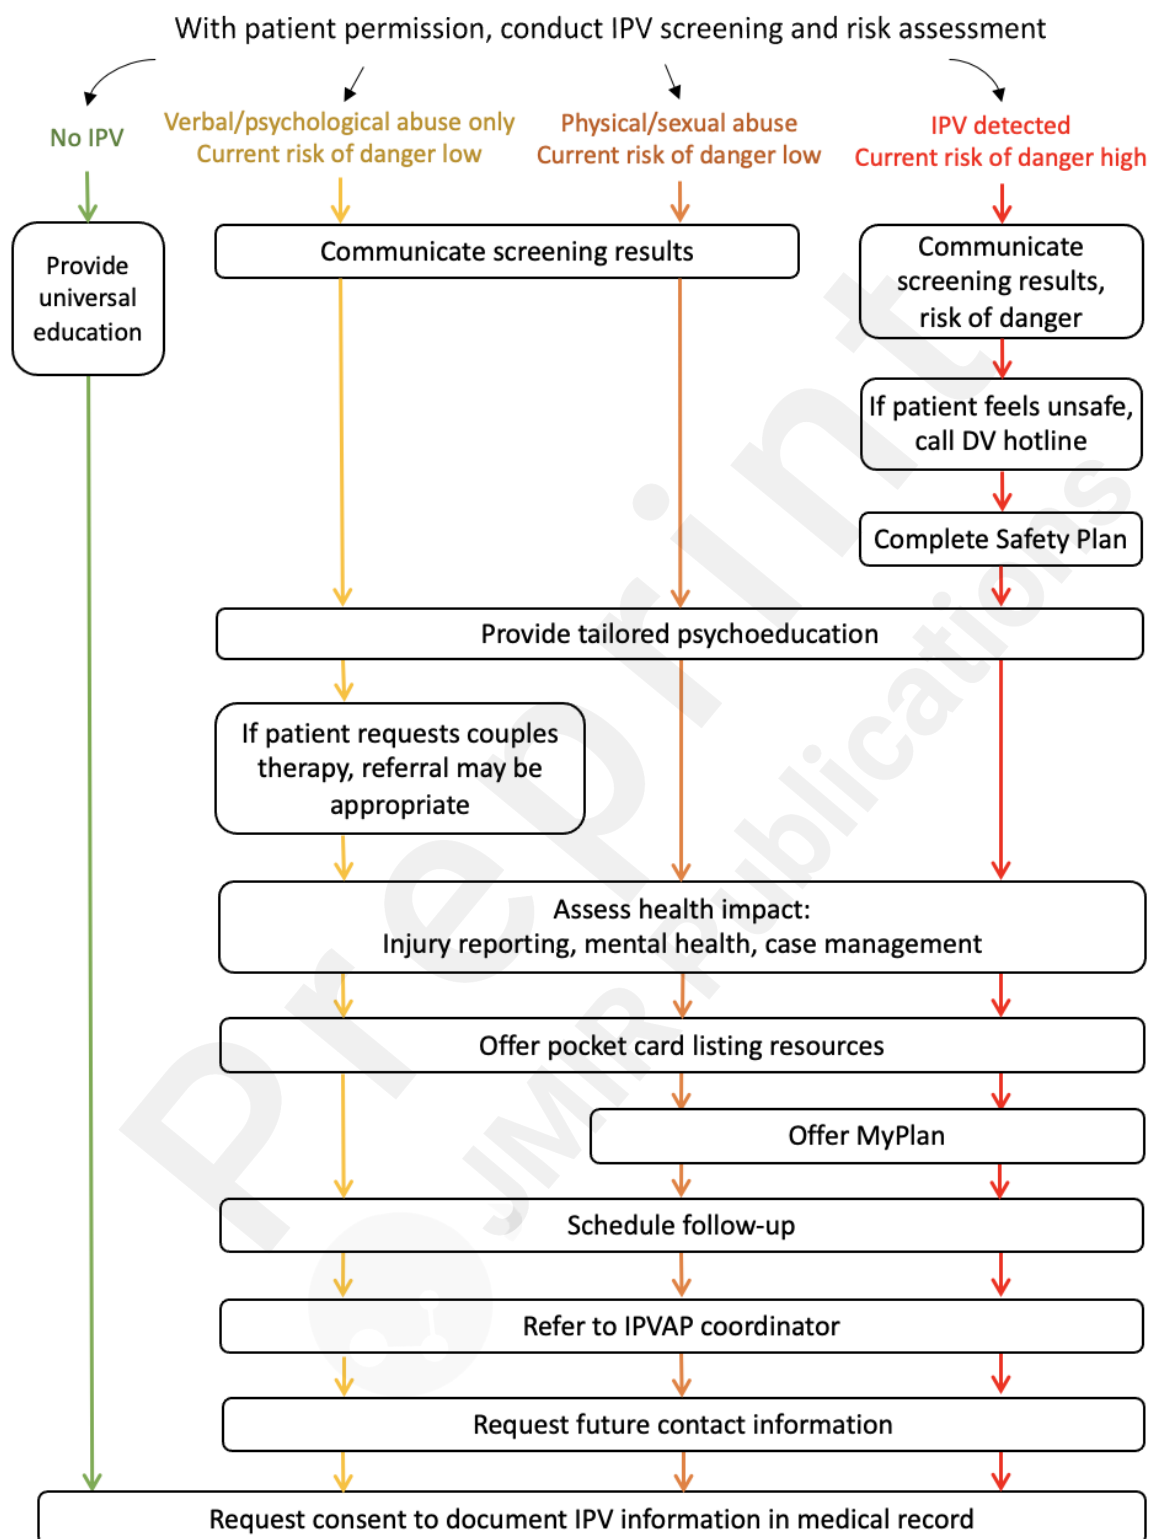 With patient permission, conduct IPV screening and risk assessment
No IPV
Verbal/psychological abuse only
Current risk of danger low
Physical/sexual abuse
Current risk of danger low
IPV detected
Current risk of danger high
Provide
universal
education
Communicate screening results
Communicate
screening results,
risk of danger
If patient feels unsafe,
call DV hotline
Complete Safety Plan
Provide tailored psychoeducation
If patient requests couples
therapy, referral may be
appropriate
Assess health impact:
Injury reporting, mental health, case management
Offer pocket card listing resources
Offer MyPlan
Schedule follow-up
Refer to IPVAP coordinator
Request future contact information
Request consent to document IPV information in medical record
Preprint
JMIR Publications